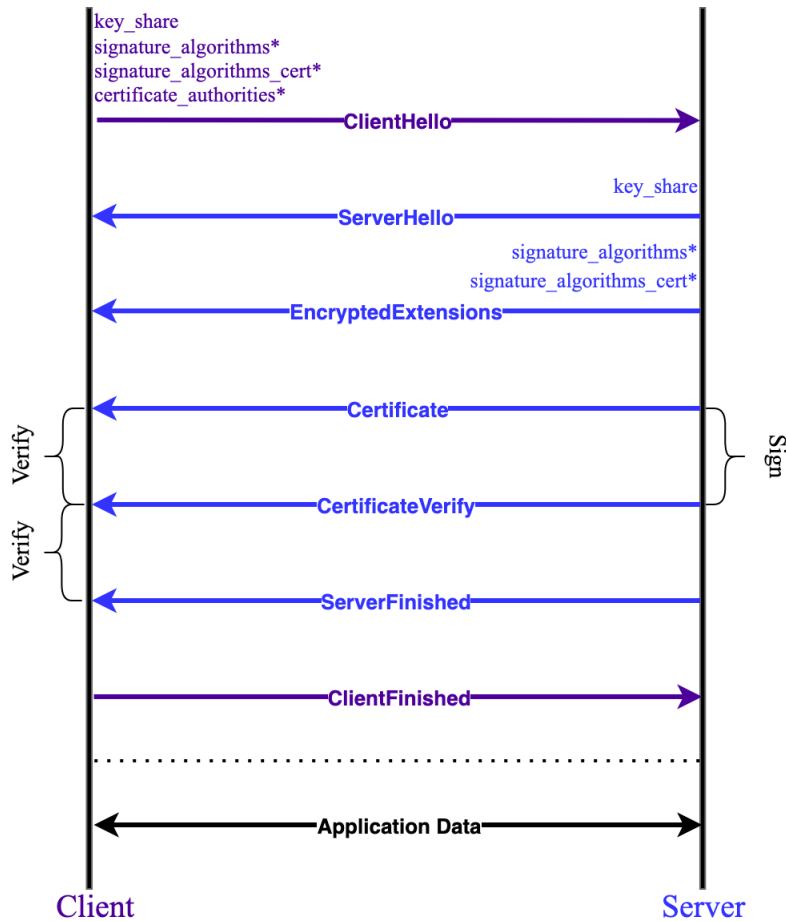 key_share
signature_algorithms*
signature_algorithms_cert*
certificate_authorities*
ClientHello
key_share
ServerHello
signature_algorithms*
signature_algorithms_cert*
EncryptedExtensions
Certificate
Verify
Sign
CertificateVerify
Verify
ServerFinished
ClientFinished
Application Data
Client
Server